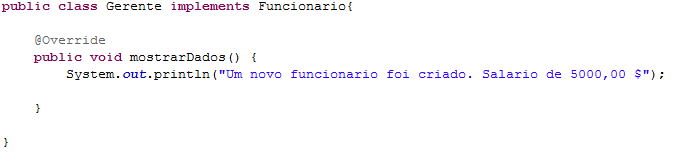 public class Gerente implements Funcionario{
@Override
public void mostrarDados() {
System.out.println("Um novo funcionario foi criado. Salario de 5000,00 $");
}
}